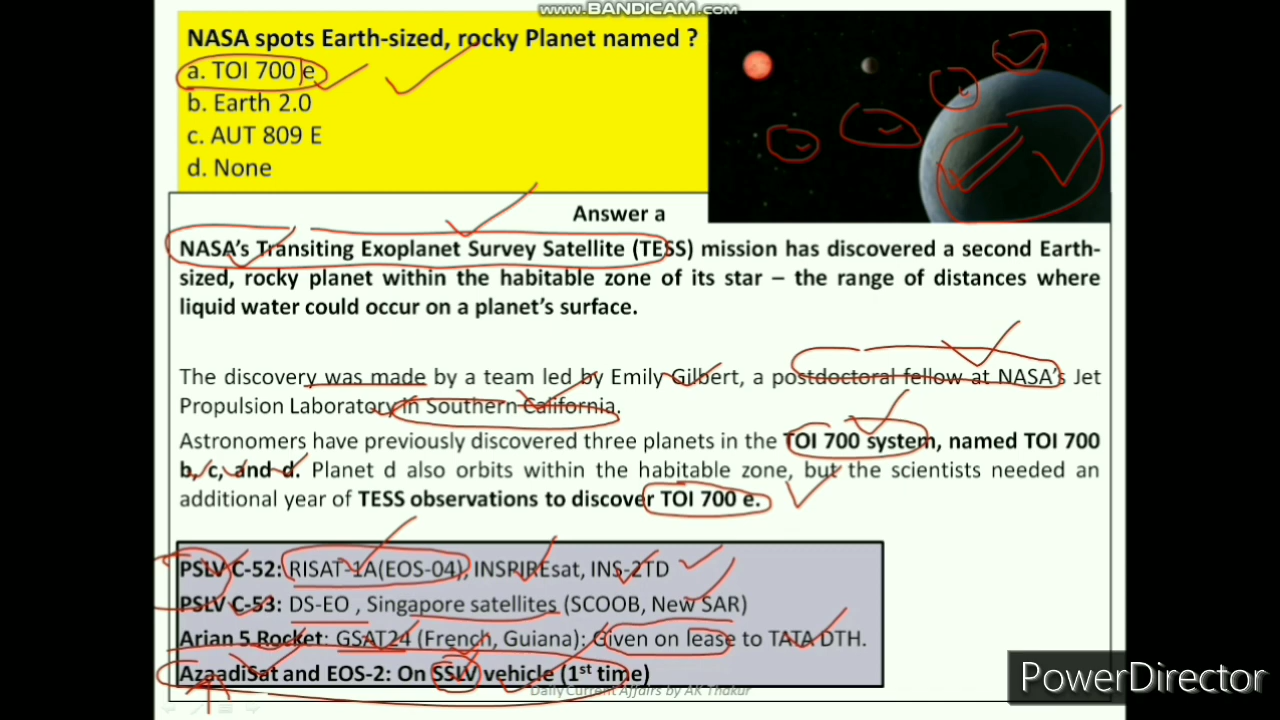 www.BANDICAM.com
NASA spots Earth-sized, rocky Planet named ?
a. TOI 700 e
b. Earth 2.0
c. AUT 809 E
d. None
Answer a
NASA's Transiting Exoplanet Survey Satellite (TESS) mission has discovered a second Earth-
sized, rocky planet within the habitable zone of its star – the range of distances where
liquid water could occur on a planet's surface.
The discovery was made by a team led by Emily Gilbert, a postdoctoral fellow at NASA's Jet
Propulsion Laboratory in Southern California.
Astronomers have previously discovered three planets in the TOI 700 system, named TOI 700
b, c, and d. Planet d also orbits within the habitable zone, but the scientists needed an
additional year of TESS observations to discover TOI 700 e.
PSLV C-52: RISAT-1A(EOS-04), INSPIREsat, INS-2TD
PSLV C-53: DS-EO , Singapore satellites (SCOOB, New SAR)
Arian 5 Rocket: GSAT24 (French, Guiana): Given on lease to TATA DTH.
AzaadiSat and EOS-2: On SSLV vehicle (1st time)
Daily Current Affairs by AK Thakur
PowerDirector